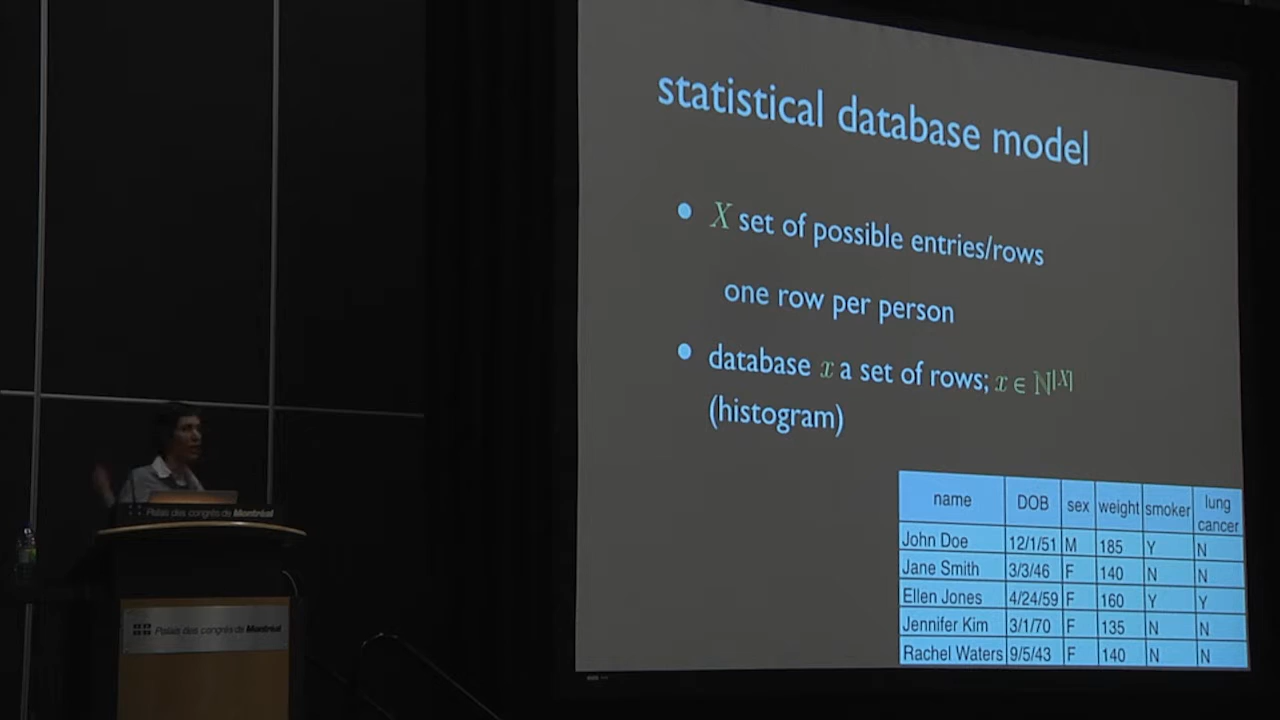 statistical database model
• X set of possible entries/rows
one row per person
• database x a set of rows; x ∈ ℕ^|X|
(histogram)
name DOB sex weight smoker lung cancer
John Doe 12/1/51 M 185 Y N
Jane Smith 3/3/46 F 140 N N
Ellen Jones 4/24/59 F 160 Y Y
Jennifer Kim 3/1/70 F 135 N N
Rachel Waters 9/5/43 F 140 N N
Palais des congrès de Montréal
Palais des congrès de Montréal